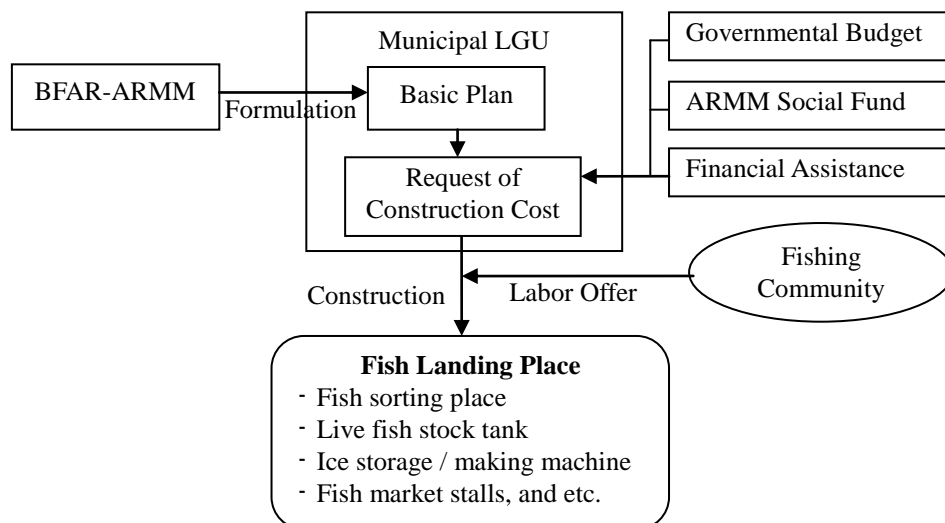 Municipal LGU
Governmental Budget
BFAR-ARMM
Formulation
Basic Plan
ARMM Social Fund
Request of
Construction Cost
Financial Assistance
Fishing
Community
Construction
Labor Offer
Fish Landing Place
- Fish sorting place
- Live fish stock tank
- Ice storage / making machine
- Fish market stalls, and etc.